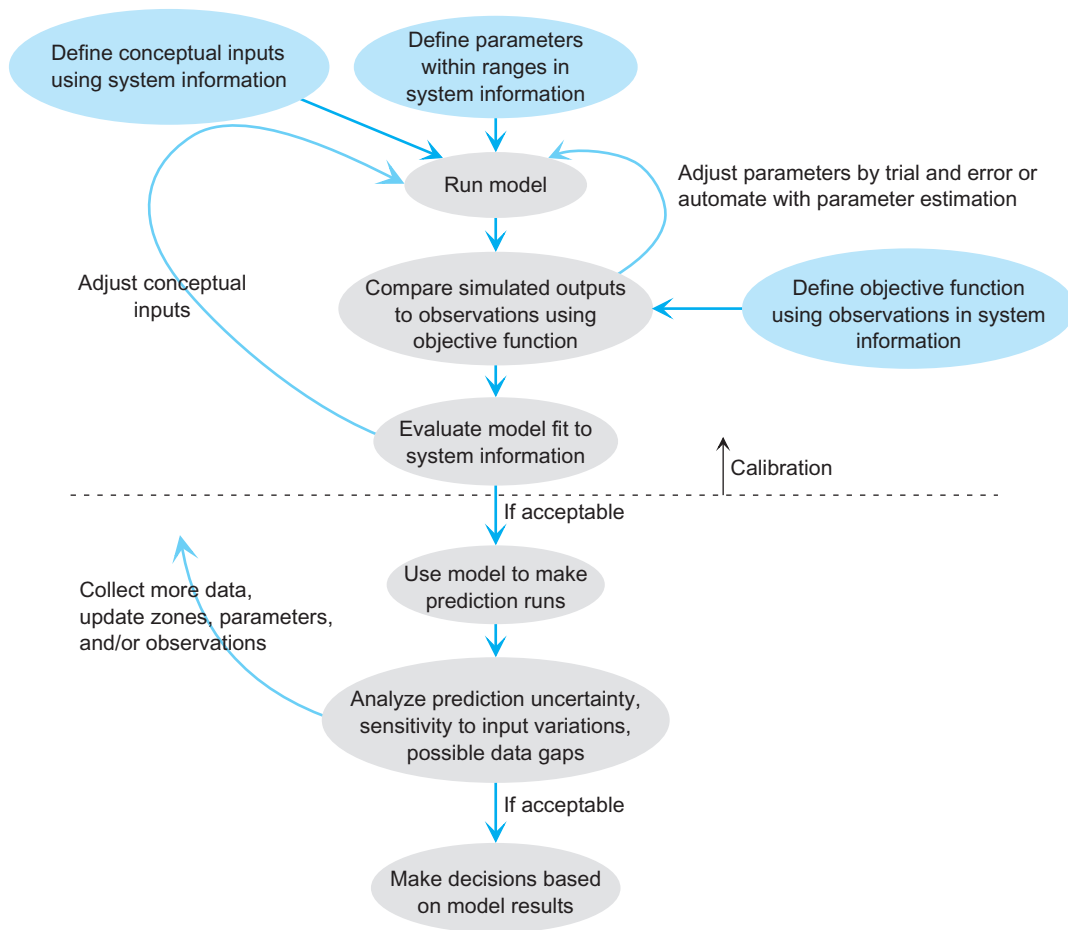 Define conceptual inputs
using system information
Define parameters
within ranges in
system information
Run model
Adjust parameters by trial and error or
automate with parameter estimation
Adjust conceptual
inputs
Compare simulated outputs
to observations using
objective function
Define objective function
using observations in system
information
Evaluate model fit to
system information
Calibration
If acceptable
Use model to make
prediction runs
Collect more data,
update zones, parameters,
and/or observations
Analyze prediction uncertainty,
sensitivity to input variations,
possible data gaps
If acceptable
Make decisions based
on model results